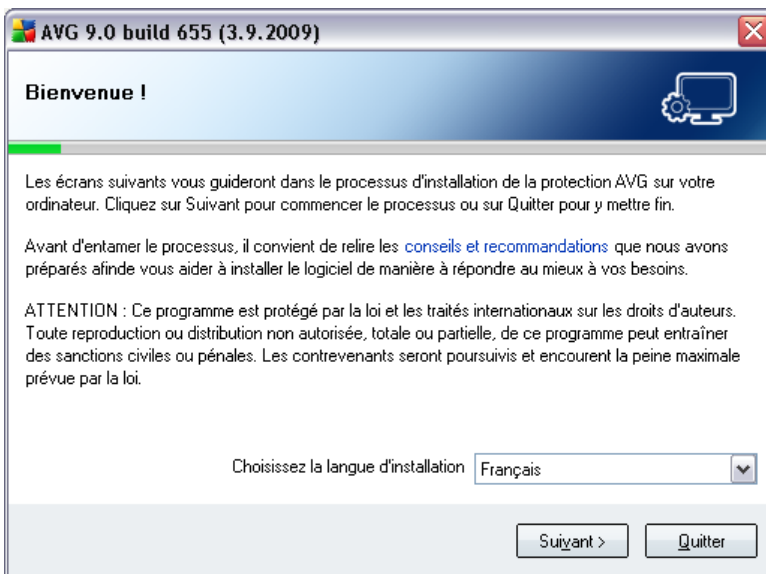 AVG 9.0 build 655 (3.9.2009)
Bienvenue !
Les écrans suivants vous guideront dans le processus d'installation de la protection AVG sur votre
ordinateur. Cliquez sur Suivant pour commencer le processus ou sur Quitter pour y mettre fin.
Avant d'entamer le processus, il convient de relire les conseils et recommandations que nous avons
préparés afinde vous aider à installer le logiciel de manière à répondre au mieux à vos besoins.
ATTENTION : Ce programme est protégé par la loi et les traités internationaux sur les droits d'auteurs.
Toute reproduction ou distribution non autorisée, totale ou partielle, de ce programme peut entraîner
des sanctions civiles ou pénales. Les contrevenants seront poursuivis et encourent la peine maximale
prévue par la loi.
Choisissez la langue d'installation Français
Suivant > Quitter